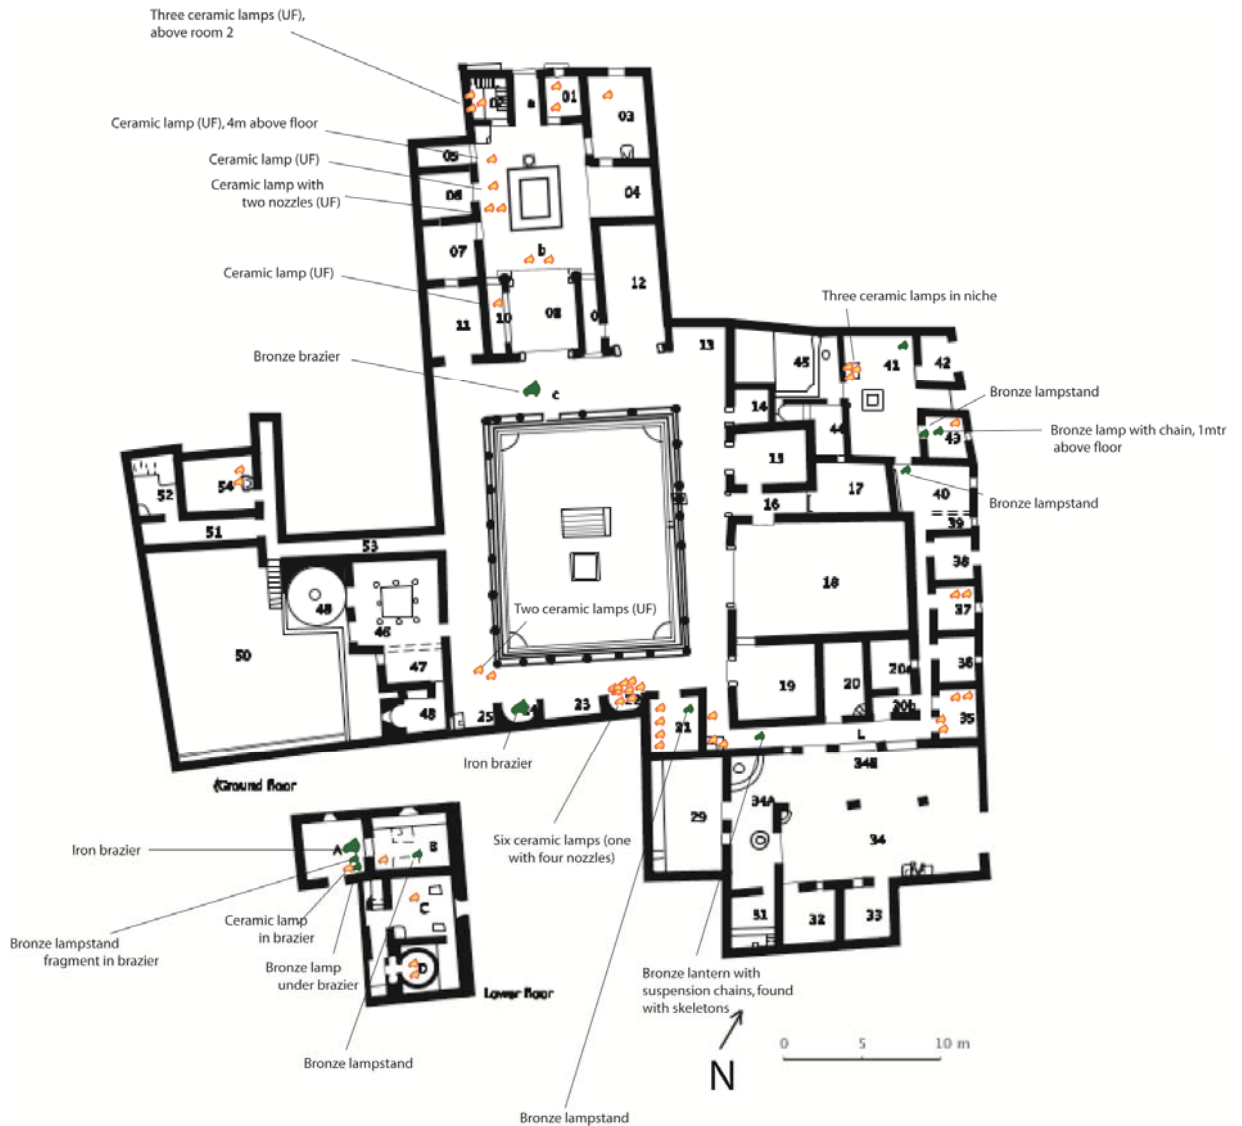 Three ceramic lamps (UF),
above room 2
Ceramic lamp (UF), 4m above floor
Ceramic lamp (UF)
Ceramic lamp with
two nozzles (UF)
Ceramic lamp (UF)
Bronze brazier
Three ceramic lamps in niche
Bronze lampstand
Bronze lamp with chain, 1mtr
above floor
Bronze lampstand
Two ceramic lamps (UF)
Iron brazier
Six ceramic lamps (one
with four nozzles)
Iron brazier
Ceramic lamp
in brazier
Bronze lampstand
fragment in brazier
Bronze lamp
under brazier
Bronze lampstand
Bronze lantern with
suspension chains, found
with skeletons
Bronze lampstand
Ground floor
Lower floor
N
0 5 10 m
a
01
03
05
04
06
07
b
12
11
10
08
13
c
45
41
42
14
44
43
15
16
17
40
39
38
18
37
36
35
52
54
51
53
50
46
47
48
25
24
23
22
21
19
20
20a
20b
L
34B
34A
34
29
31
32
33
A
B
C
D